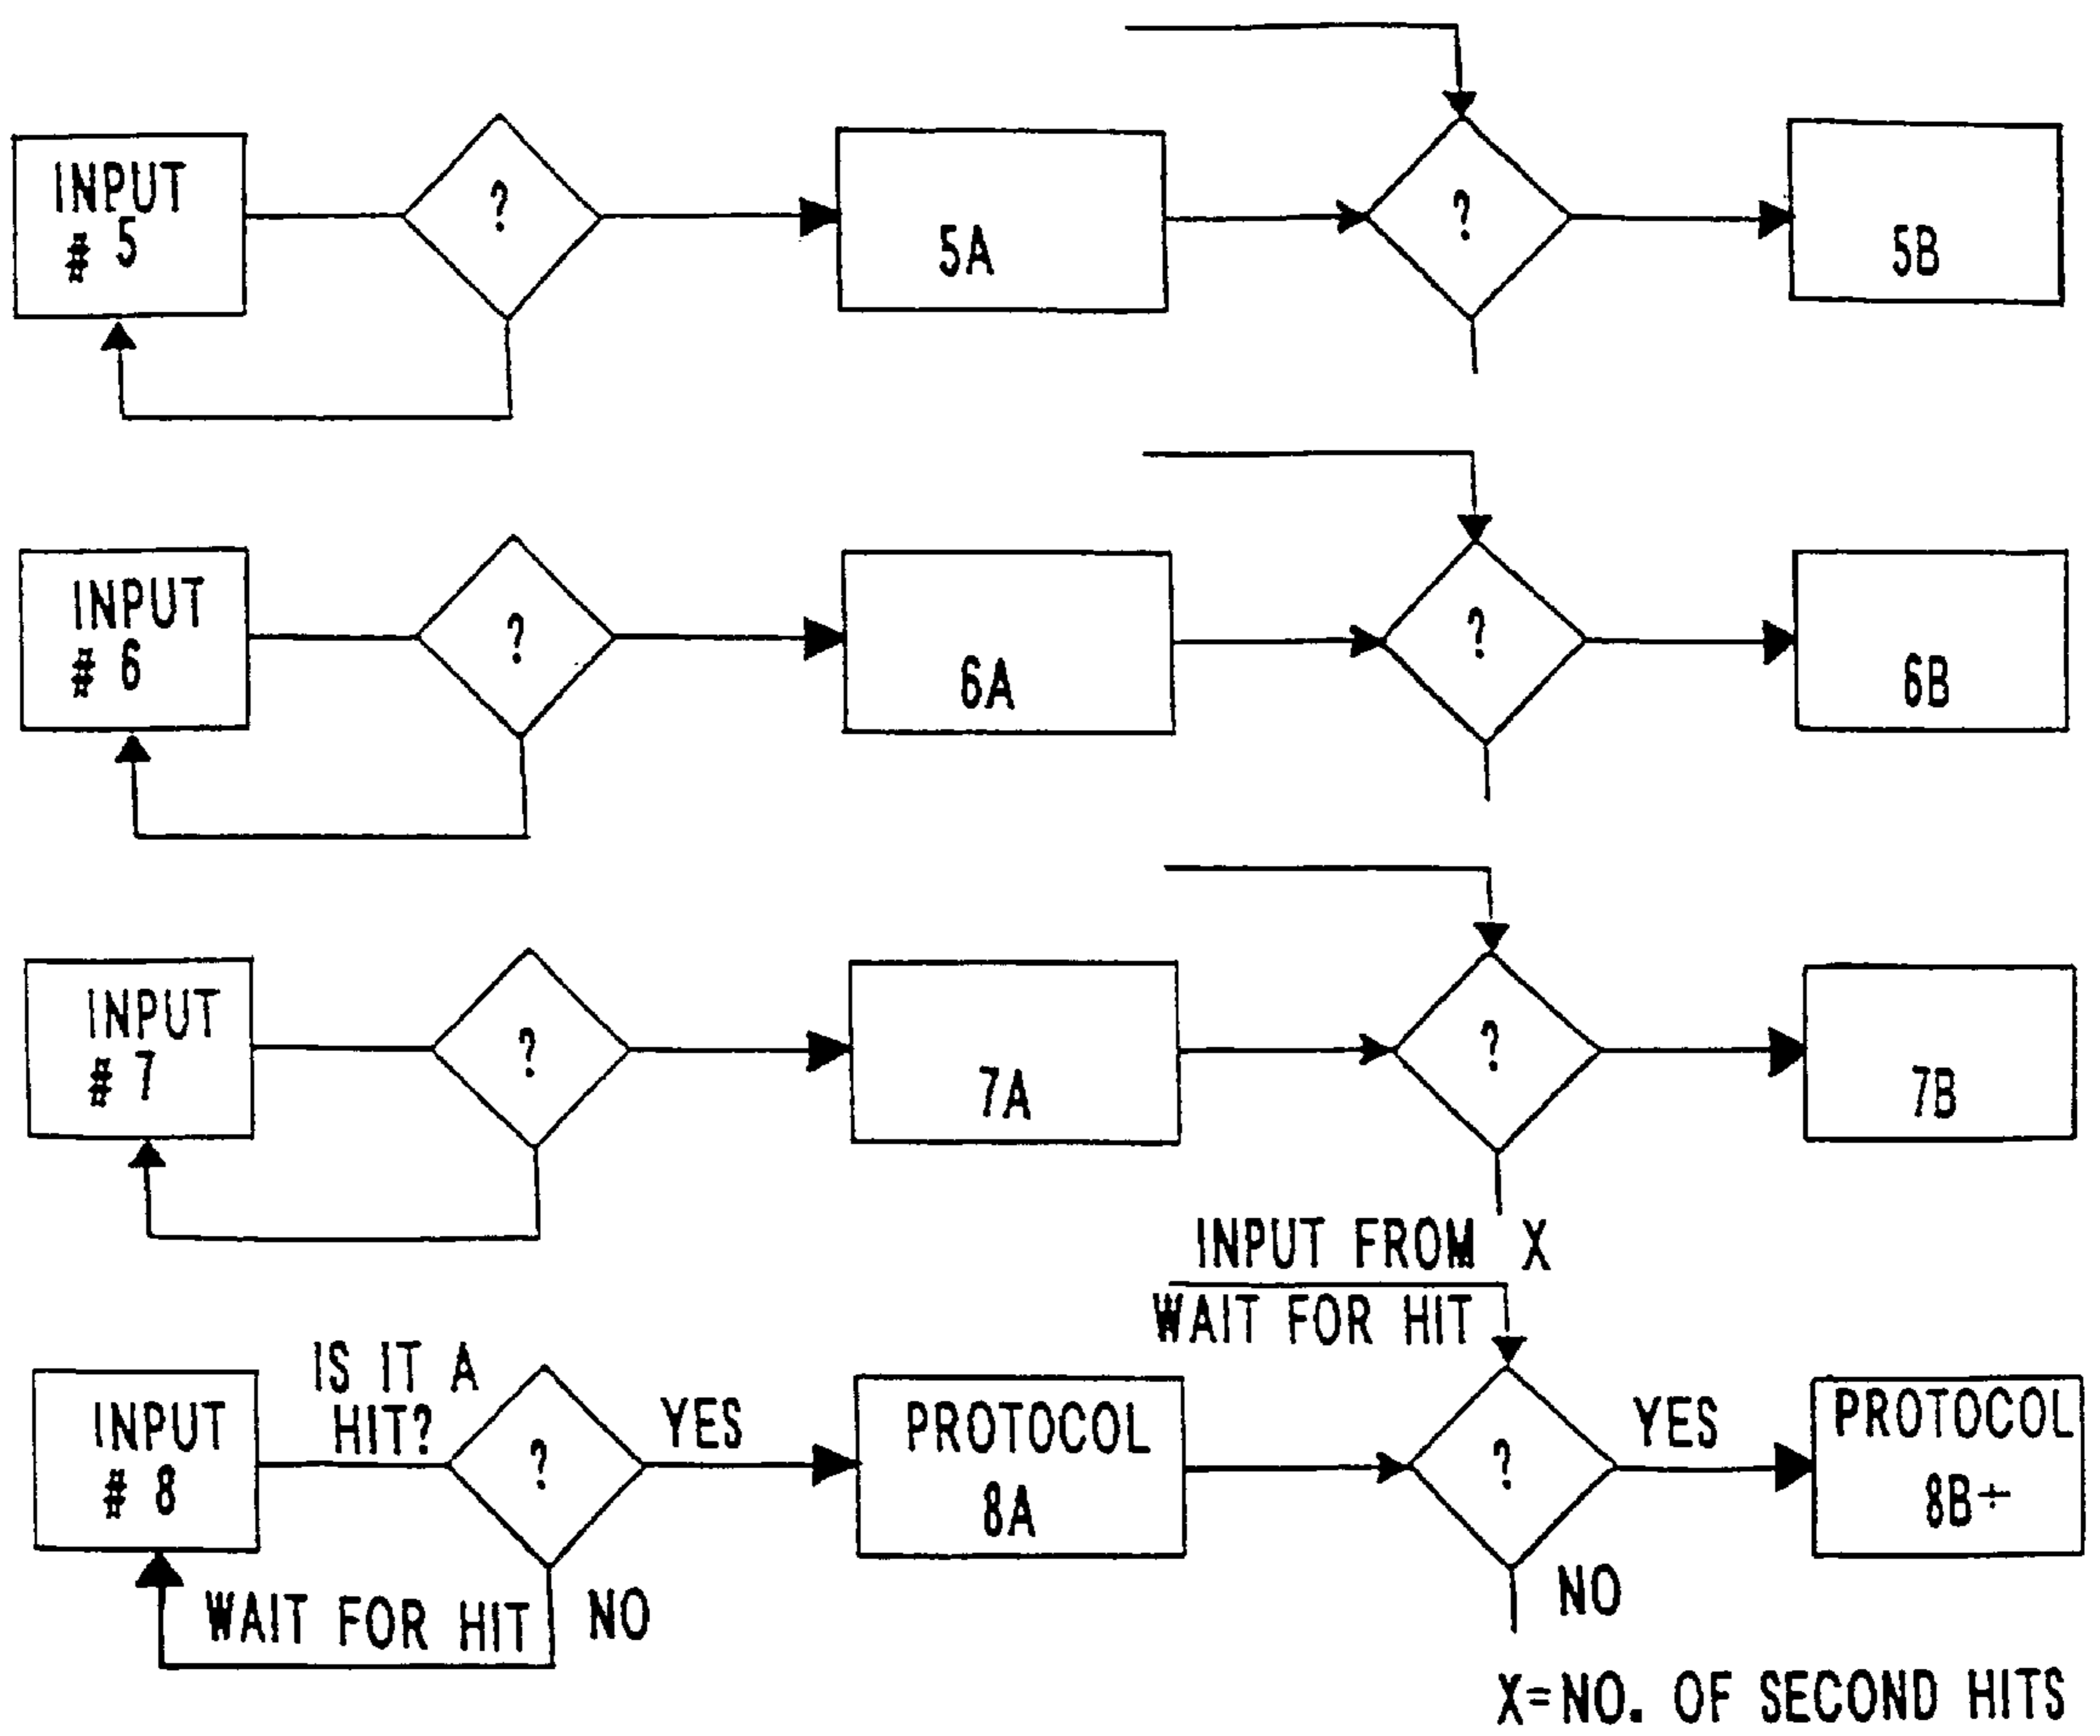 INPUT
# 5
?
5A
?
5B
INPUT
# 6
?
6A
?
6B
INPUT
# 7
?
7A
?
7B
INPUT FROM X
WAIT FOR HIT
INPUT
# 8
IS IT A
HIT?
?
YES
PROTOCOL
8A
?
YES
PROTOCOL
8B+
WAIT FOR HIT
NO
NO
X=NO. OF SECOND HITS